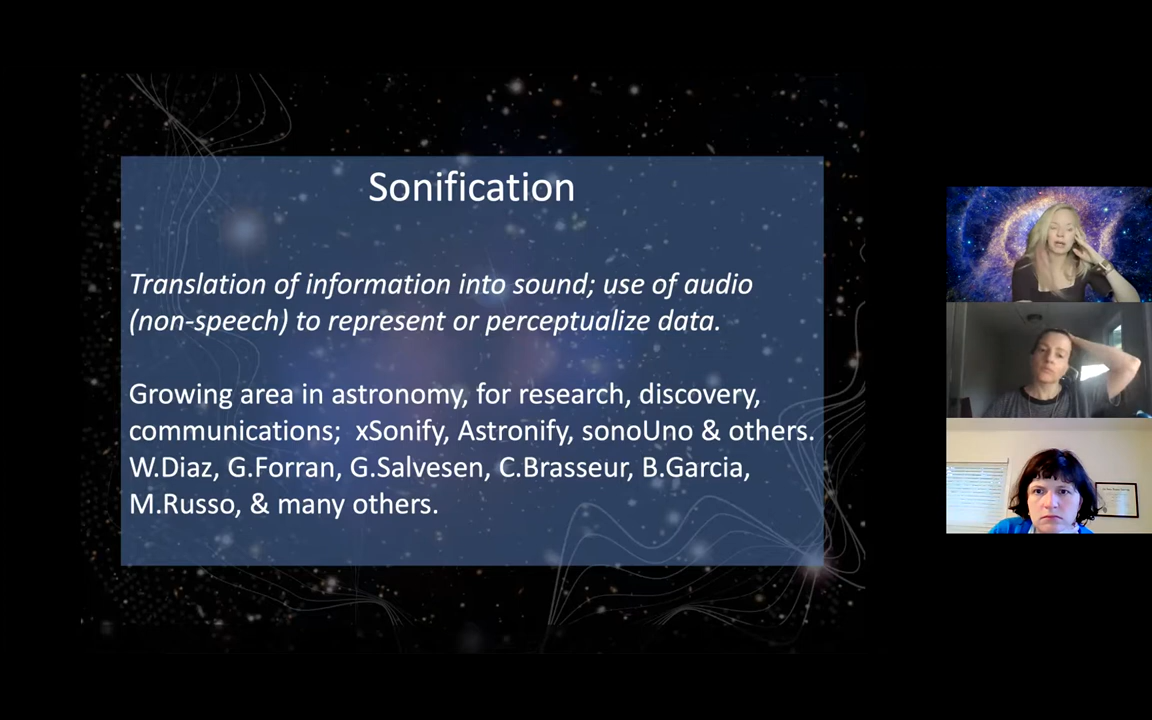 Sonification
Translation of information into sound; use of audio
(non-speech) to represent or perceptualize data.
Growing area in astronomy, for research, discovery,
communications;  xSonify, Astronify, sonoUno & others.
W.Diaz, G.Forran, G.Salvesen, C.Brasseur, B.Garcia,
M.Russo, & many others.